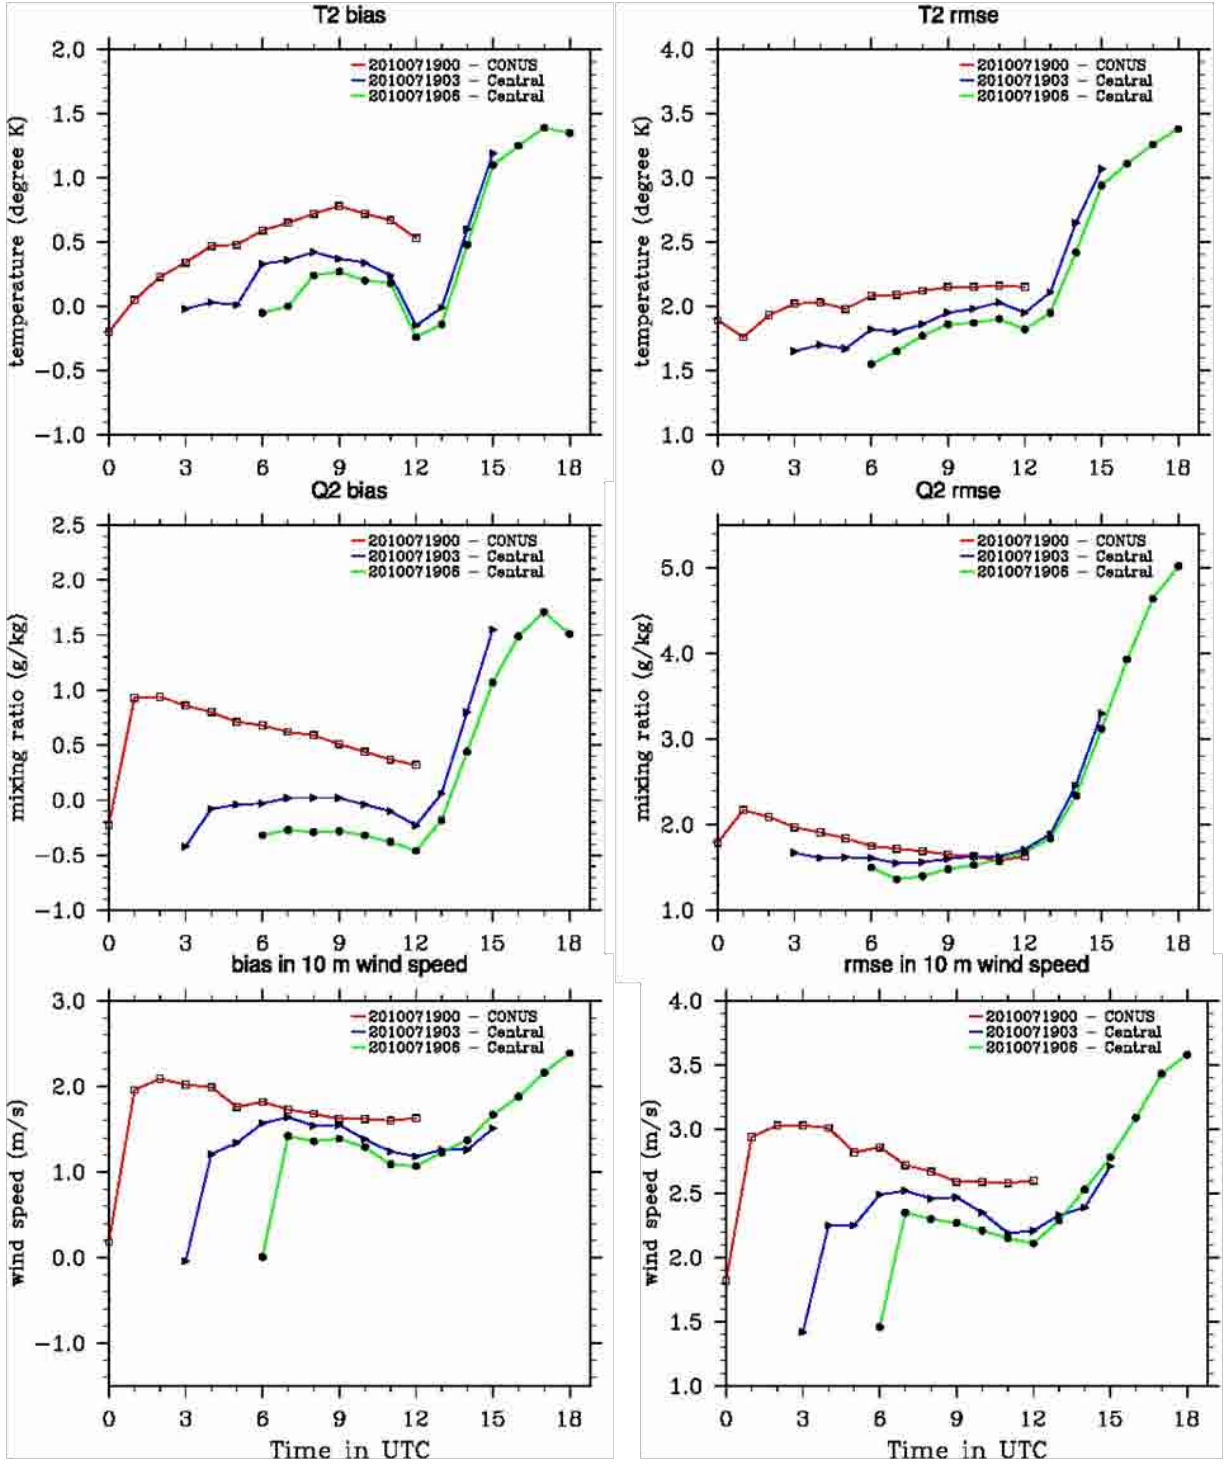 T2 bias
temperature (degree K)
2.0
1.5
1.0
0.5
0.0
−0.5
−1.0
2010071900 − CONUS
2010071903 − Central
2010071906 − Central
0 3 6 9 12 15 18
T2 rmse
temperature (degree K)
4.0
3.5
3.0
2.5
2.0
1.5
1.0
2010071900 − CONUS
2010071903 − Central
2010071906 − Central
0 3 6 9 12 15 18
Q2 bias
mixing ratio (g/kg)
2.5
2.0
1.5
1.0
0.5
0.0
−0.5
−1.0
2010071900 − CONUS
2010071903 − Central
2010071906 − Central
0 3 6 9 12 15 18
Q2 rmse
mixing ratio (g/kg)
5.0
4.0
3.0
2.0
1.0
2010071900 − CONUS
2010071903 − Central
2010071906 − Central
0 3 6 9 12 15 18
bias in 10 m wind speed
wind speed (m/s)
3.0
2.0
1.0
0.0
−1.0
2010071900 − CONUS
2010071903 − Central
2010071906 − Central
0 3 6 9 12 15 18
Time in UTC
rmse in 10 m wind speed
wind speed (m/s)
4.0
3.5
3.0
2.5
2.0
1.5
1.0
2010071900 − CONUS
2010071903 − Central
2010071906 − Central
0 3 6 9 12 15 18
Time in UTC